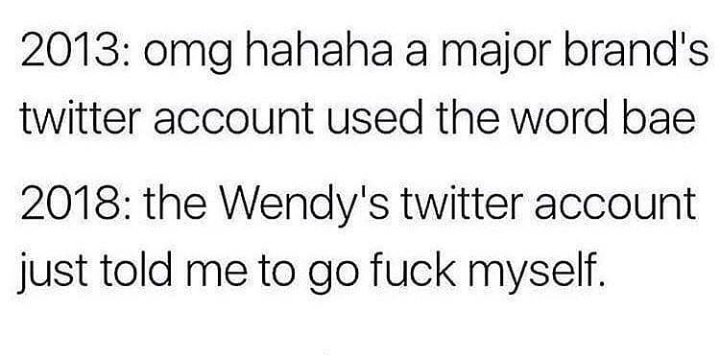 2013: omg hahaha a major brand's
twitter account used the word bae
2018: the Wendy's twitter account
just told me to go fuck myself.